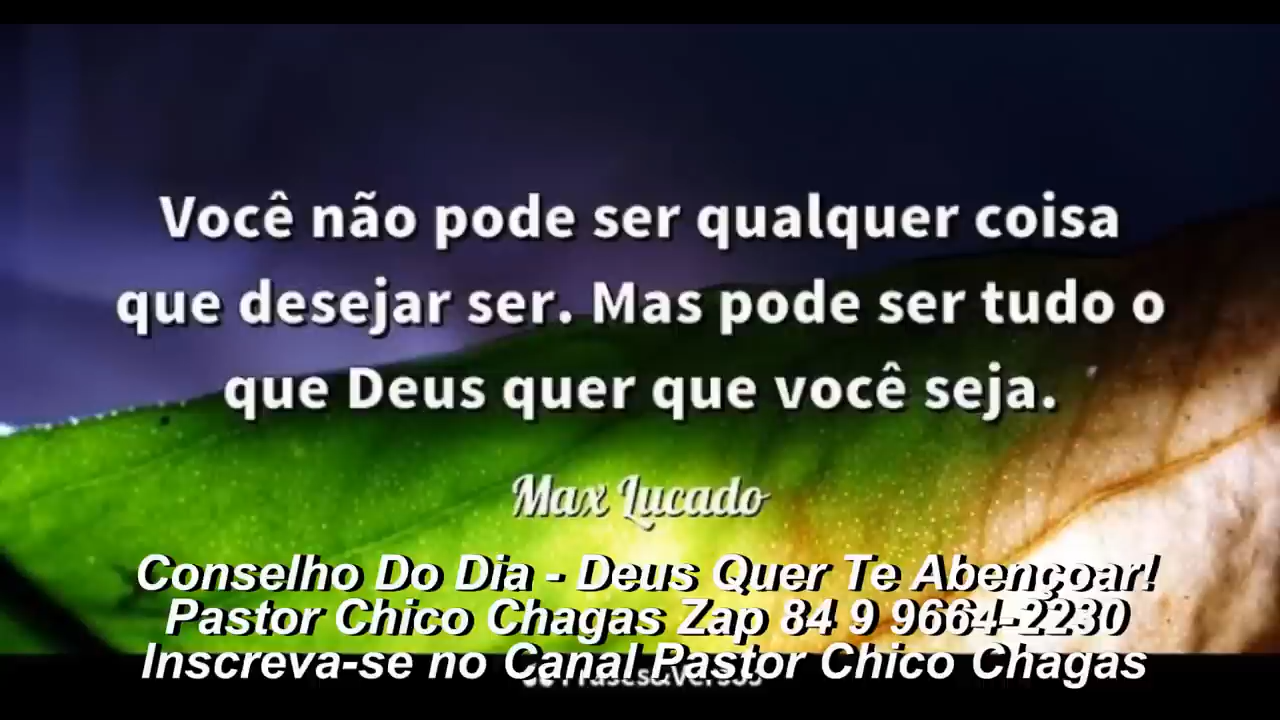 Você não pode ser qualquer coisa
que desejar ser. Mas pode ser tudo o
que Deus quer que você seja.
Max Lucado
Conselho Do Dia - Deus Quer Te Abençoar!
Pastor Chico Chagas Zap 84 9 9664-2230
Inscreva-se no Canal Pastor Chico Chagas